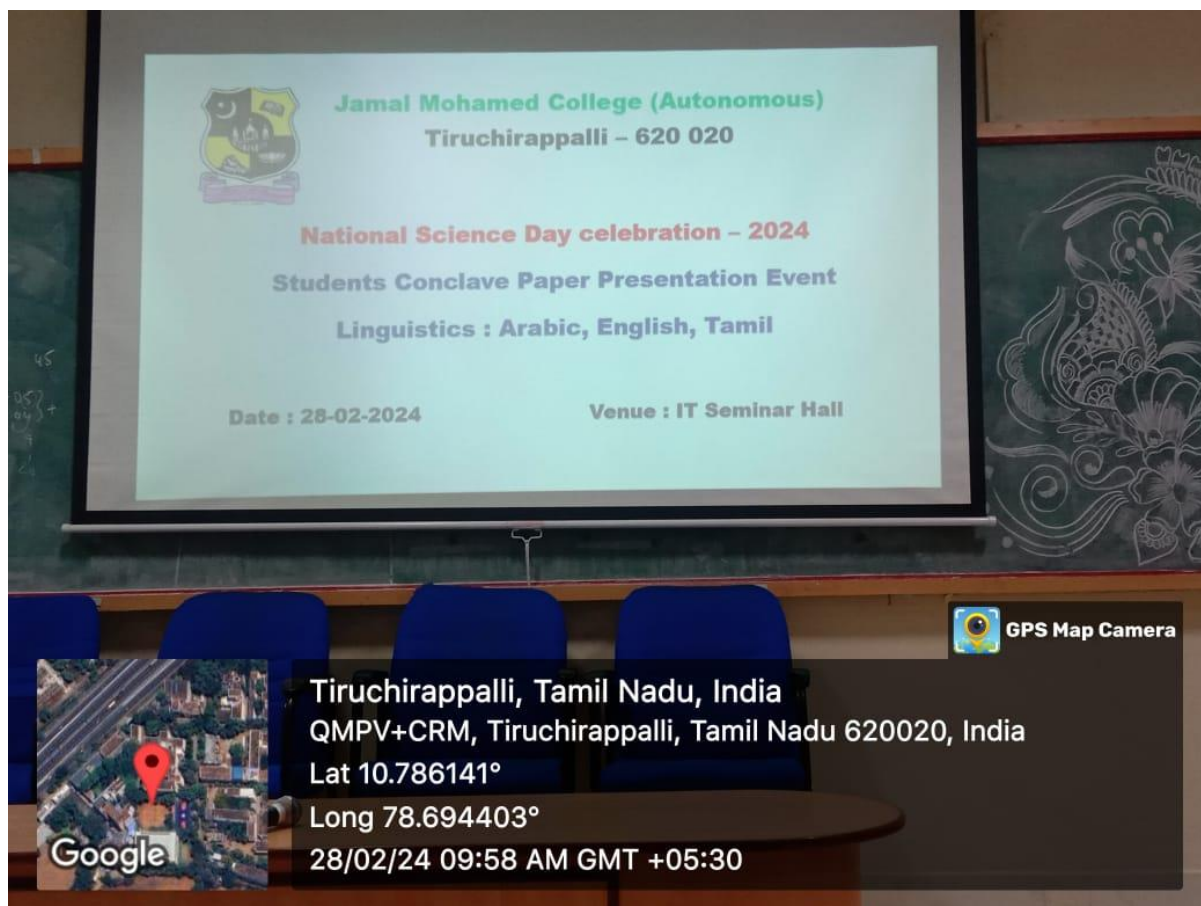 Jamal Mohamed College (Autonomous)
Tiruchirappalli – 620 020
National Science Day celebration – 2024
Students Conclave Paper Presentation Event
Linguistics : Arabic, English, Tamil
Date : 28-02-2024
Venue : IT Seminar Hall
45
GPS Map Camera
Tiruchirappalli, Tamil Nadu, India
QMPV+CRM, Tiruchirappalli, Tamil Nadu 620020, India
Lat 10.786141°
Long 78.694403°
28/02/24 09:58 AM GMT +05:30
Google